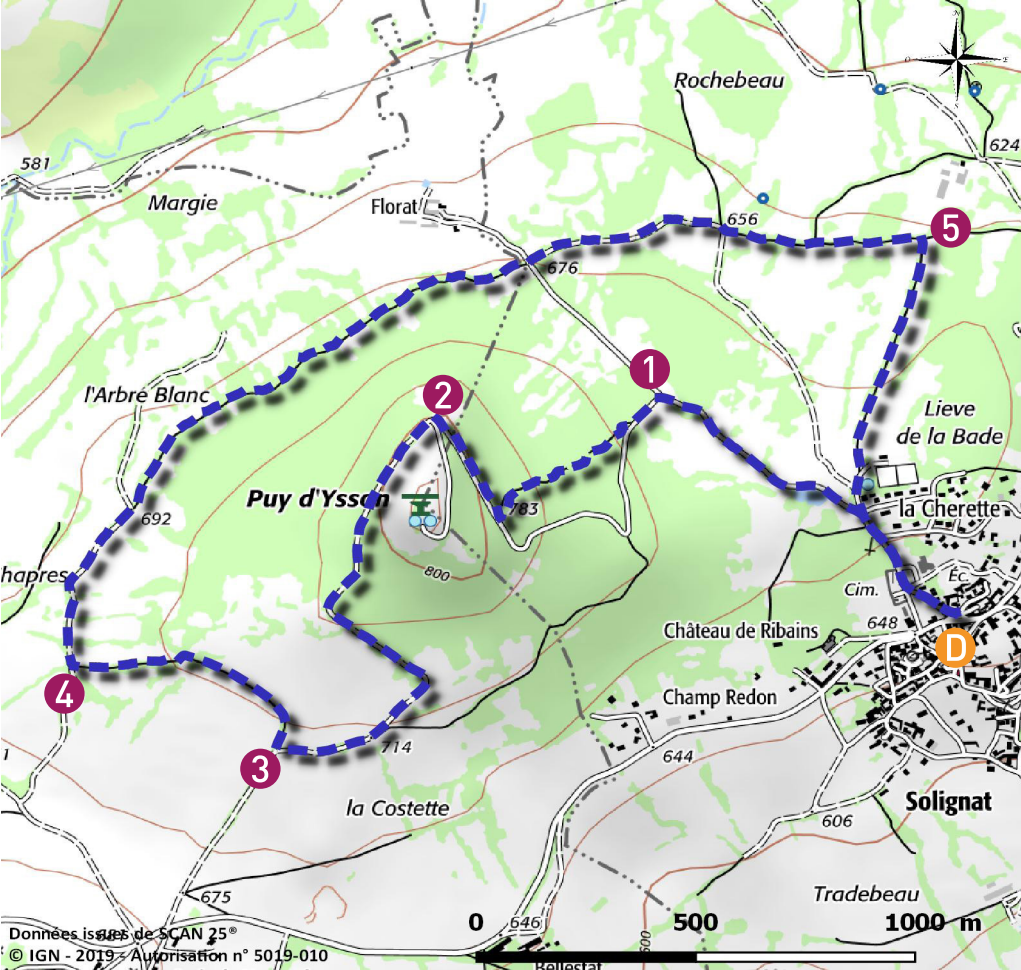 N
O
E
Rochebeau
624
581
Margie
Florat
656
5
676
1
l'Arbre Blanc
2
Lieve
de la Bade
Puy d'Ysson
783
la Cherette
692
800
hapres
Cim.
Éc.
648
Château de Ribains
D
4
Champ Redon
714
3
644
la Costette
Solignat
606
675
Tradebeau
0 500 1000 m
646
Données issues de SCAN 25®
© IGN - 2019 - Autorisation n° 5019-010
Bellestat